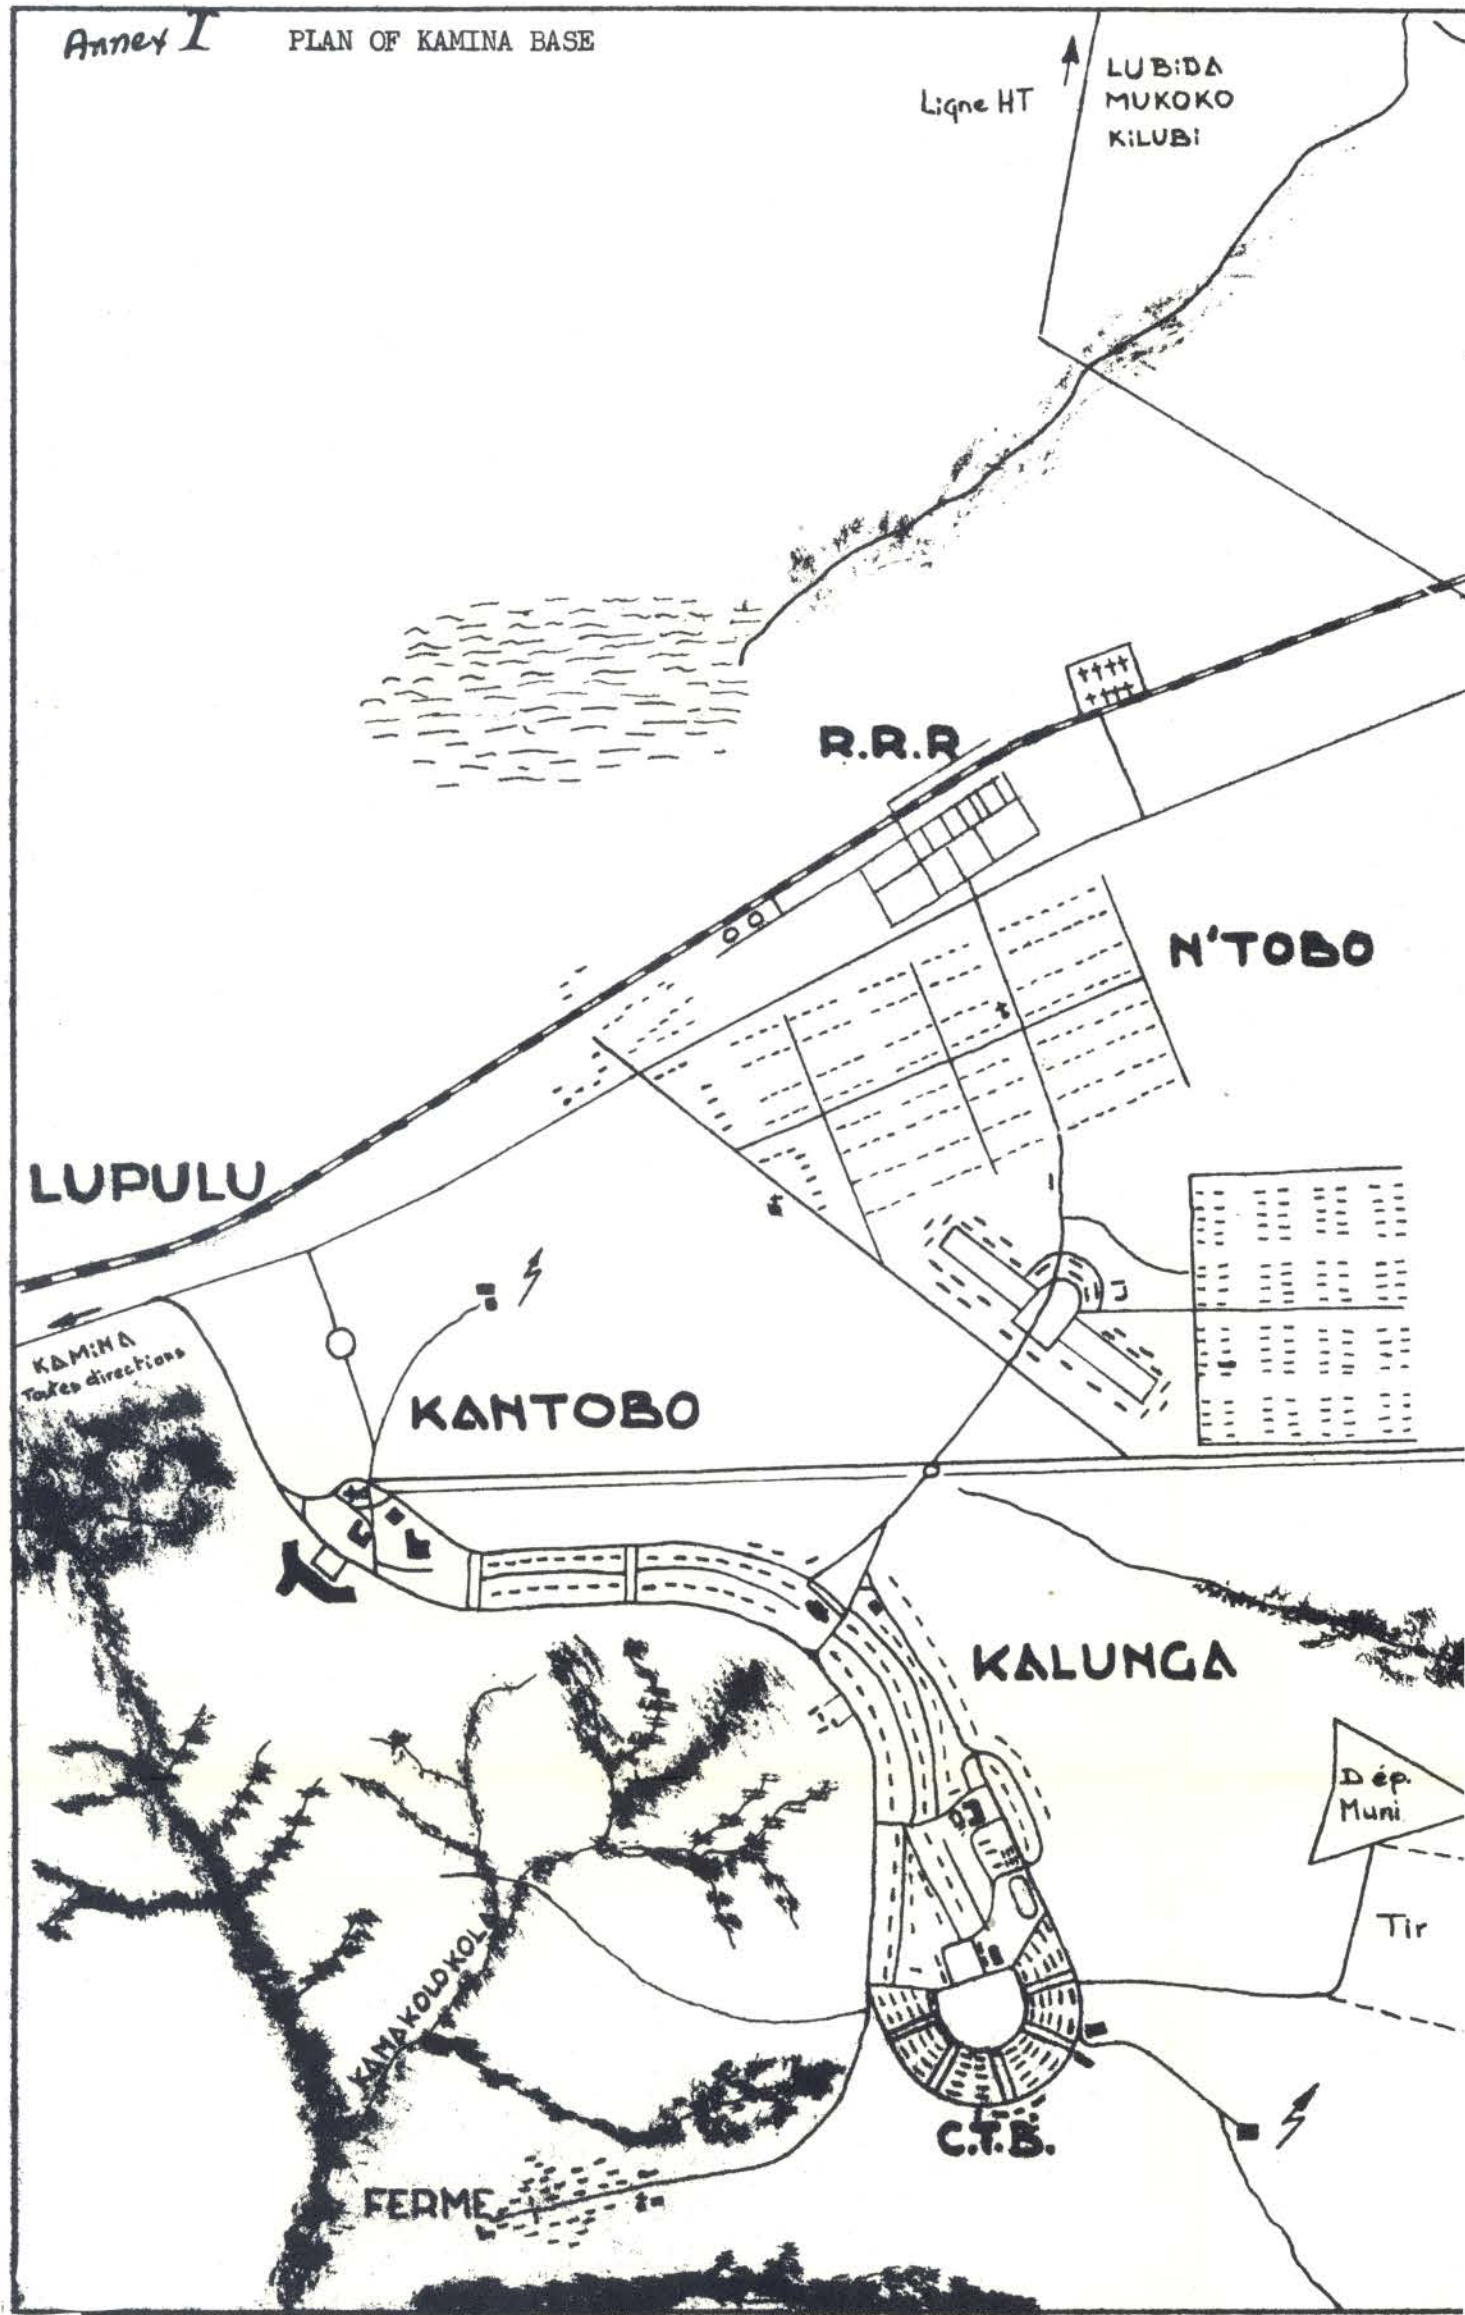 Annex I PLAN OF KAMINA BASE
Ligne HT
LUBiDA
MUKOKO
KiLUBi
R.R.R
N'TOBO
LUPULU
KAMiNA
Toutes directions
KANTOBO
KALUNGA
Dép.
Muni
Tir
KAMAKOLOKOLA
C.T.B.
FERME